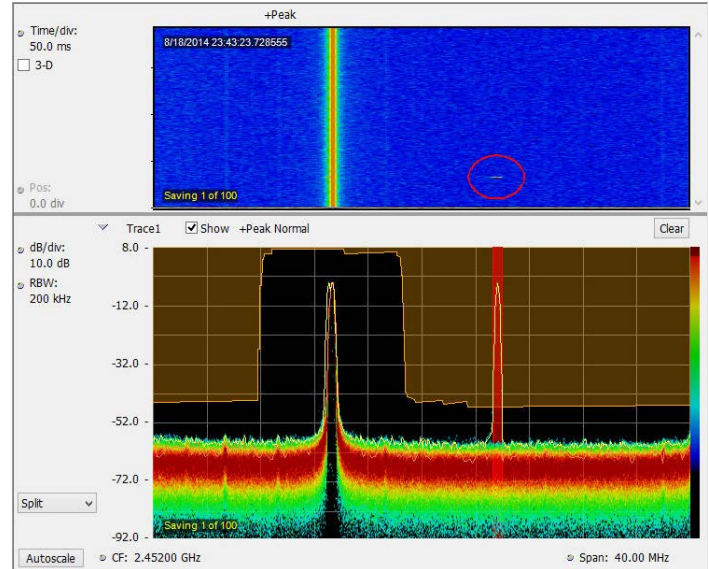 +Peak
Time/div:
50.0 ms
3-D
8/18/2014 23:43:23.728555
Pos:
0.0 div
Saving 1 of 100
Trace1 Show +Peak Normal Clear
dB/div:
10.0 dB
RBW:
200 kHz
8.0
-12.0
-32.0
-52.0
-72.0
-92.0
Split
Saving 1 of 100
Autoscale CF: 2.45200 GHz Span: 40.00 MHz